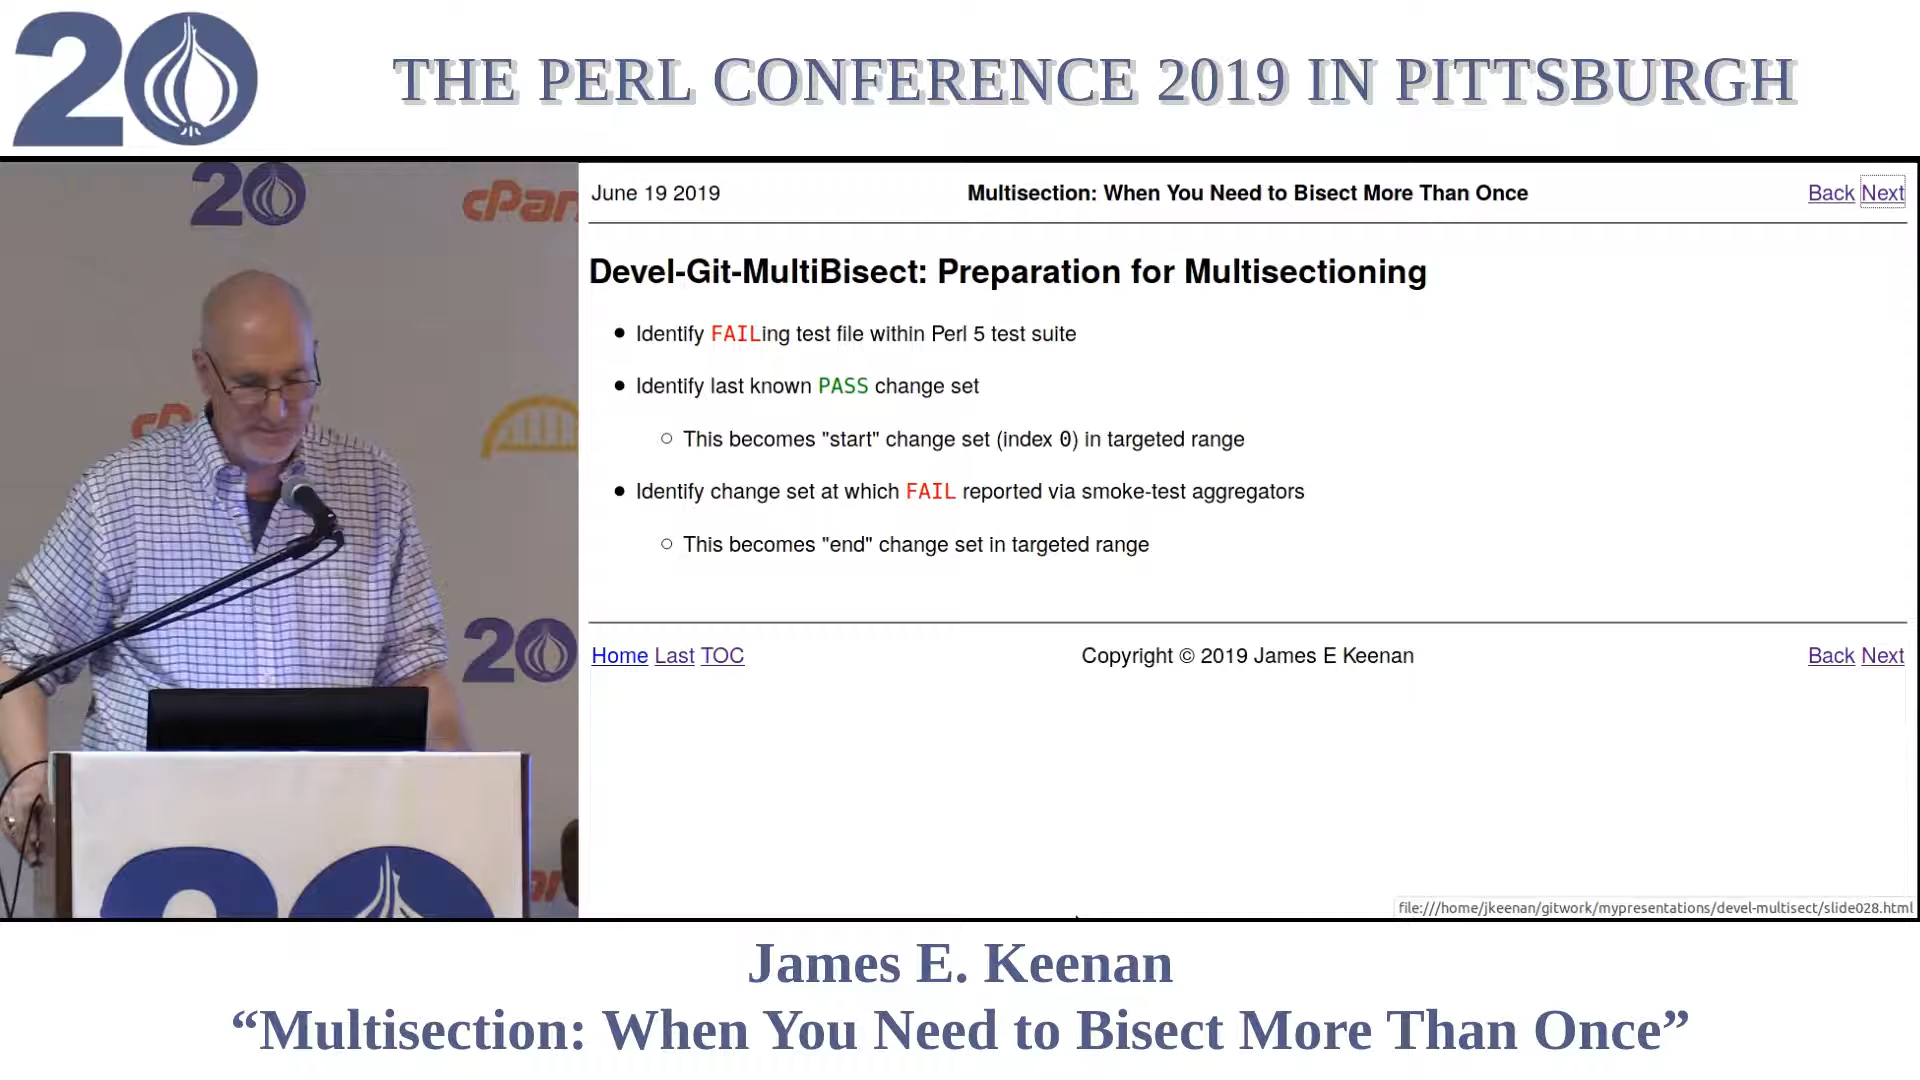 20
THE PERL CONFERENCE 2019 IN PITTSBURGH
20
cPan
June 19 2019
Multisection: When You Need to Bisect More Than Once
Back Next
Devel-Git-MultiBisect: Preparation for Multisectioning
Identify FAILing test file within Perl 5 test suite
Identify last known PASS change set
This becomes "start" change set (index 0) in targeted range
Identify change set at which FAIL reported via smoke-test aggregators
This becomes "end" change set in targeted range
cP
20
Home Last TOC
Copyright © 2019 James E Keenan
Back Next
20
file:///home/jkeenan/gitwork/mypresentations/devel-multisect/slide028.html
James E. Keenan
“Multisection: When You Need to Bisect More Than Once”